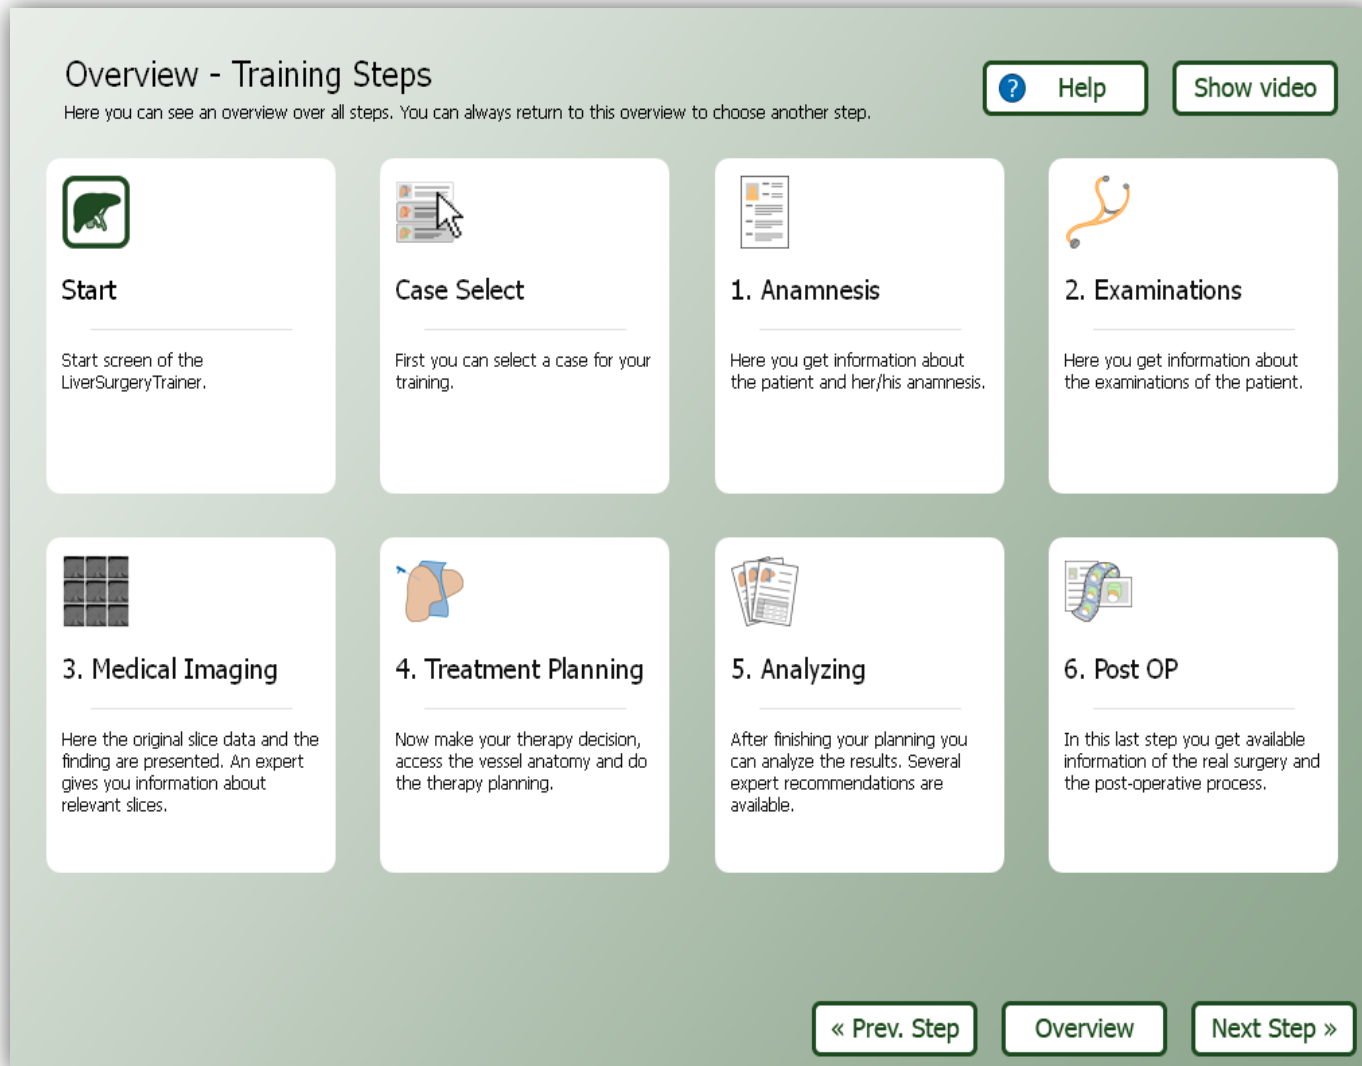 Overview - Training Steps
Here you can see an overview over all steps. You can always return to this overview to choose another step.
? Help
Show video
Start
Start screen of the
LiverSurgeryTrainer.
Case Select
First you can select a case for your
training.
1. Anamnesis
Here you get information about
the patient and her/his anamnesis.
2. Examinations
Here you get information about
the examinations of the patient.
3. Medical Imaging
Here the original slice data and the
finding are presented. An expert
gives you information about
relevant slices.
4. Treatment Planning
Now make your therapy decision,
access the vessel anatomy and do
the therapy planning.
5. Analyzing
After finishing your planning you
can analyze the results. Several
expert recommendations are
available.
6. Post OP
In this last step you get available
information of the real surgery and
the post-operative process.
« Prev. Step
Overview
Next Step »